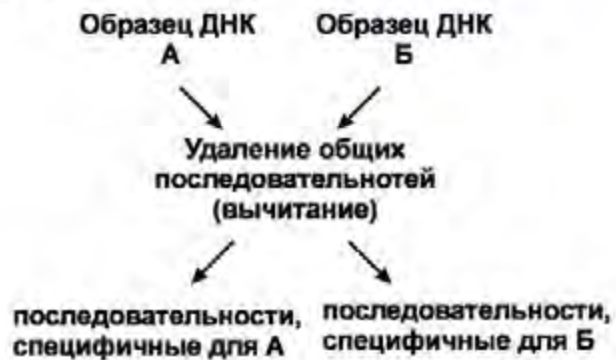 Образец ДНК
А
Образец ДНК
Б
Удаление общих
последовательнотей
(вычитание)
последовательности,
специфичные для А
последовательности,
специфичные для Б